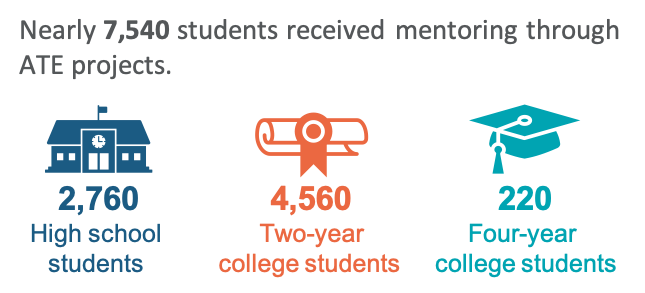 Nearly 7,540 students received mentoring through
ATE projects.
2,760
High school
students
4,560
Two-year
college students
220
Four-year
college students